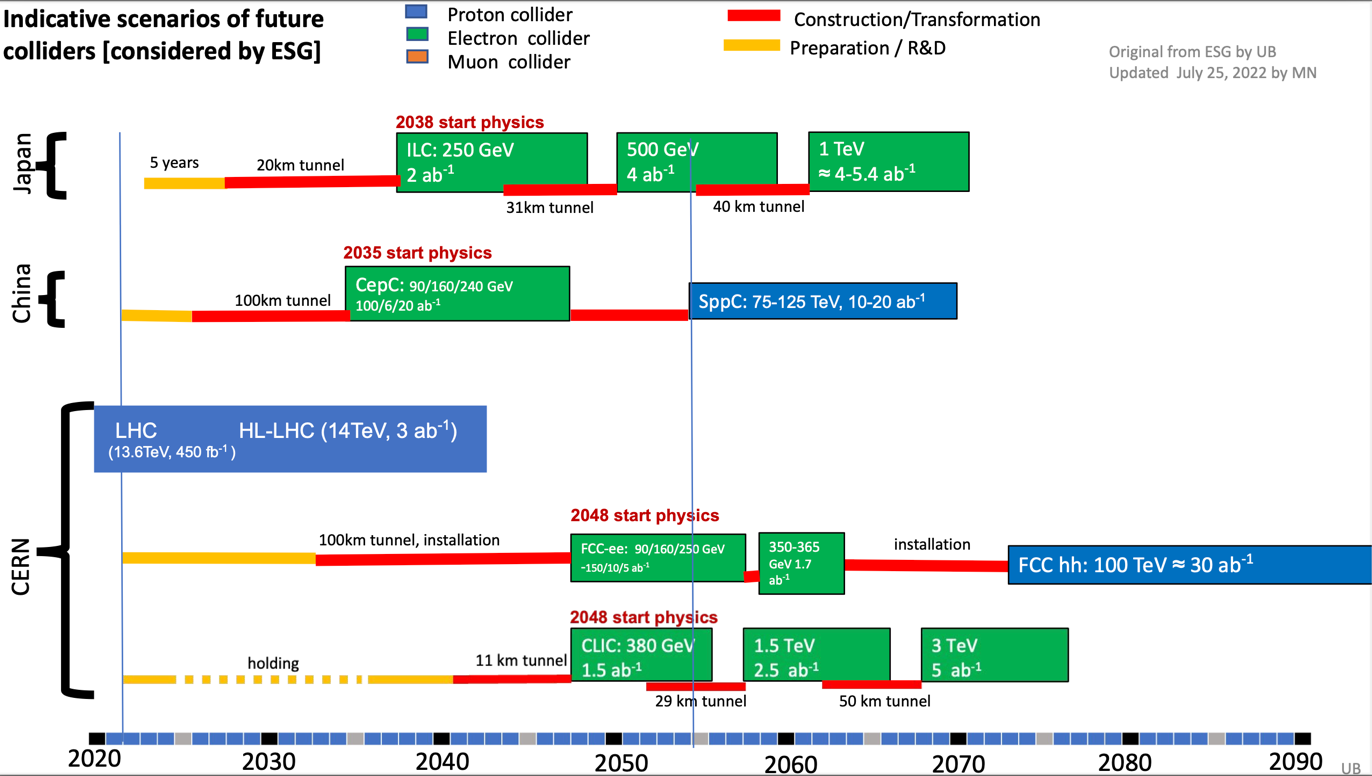 Indicative scenarios of future
colliders [considered by ESG]
Proton collider
Electron collider
Muon collider
Construction/Transformation
Preparation / R&D
Original from ESG by UB
Updated July 25, 2022 by MN
Japan
5 years
20km tunnel
2038 start physics
ILC: 250 GeV
2 ab⁻¹
31km tunnel
500 GeV
4 ab⁻¹
40 km tunnel
1 TeV
≈ 4-5.4 ab⁻¹
China
100km tunnel
2035 start physics
CepC: 90/160/240 GeV
100/6/20 ab⁻¹
SppC: 75-125 TeV, 10-20 ab⁻¹
CERN
LHC HL-LHC (14TeV, 3 ab⁻¹)
(13.6TeV, 450 fb⁻¹ )
100km tunnel, installation
2048 start physics
FCC-ee: 90/160/250 GeV
~150/10/5 ab⁻¹
350-365
GeV 1.7
ab⁻¹
installation
FCC hh: 100 TeV ≈ 30 ab⁻¹
holding
11 km tunnel
2048 start physics
CLIC: 380 GeV
1.5 ab⁻¹
29 km tunnel
1.5 TeV
2.5 ab⁻¹
50 km tunnel
3 TeV
5 ab⁻¹
2020 2030 2040 2050 2060 2070 2080 2090
UB